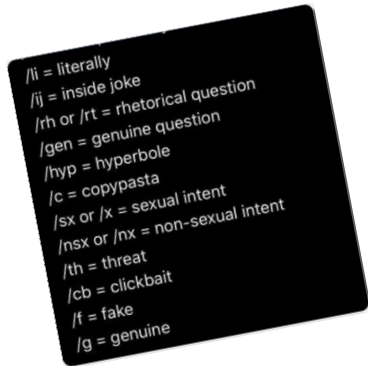 /li = literally
/ij = inside joke
/rh or /rt = rhetorical question
/gen = genuine question
/hyp = hyperbole
/c = copypasta
/sx or /x = sexual intent
/nsx or /nx = non-sexual intent
/th = threat
/cb = clickbait
/f = fake
/g = genuine